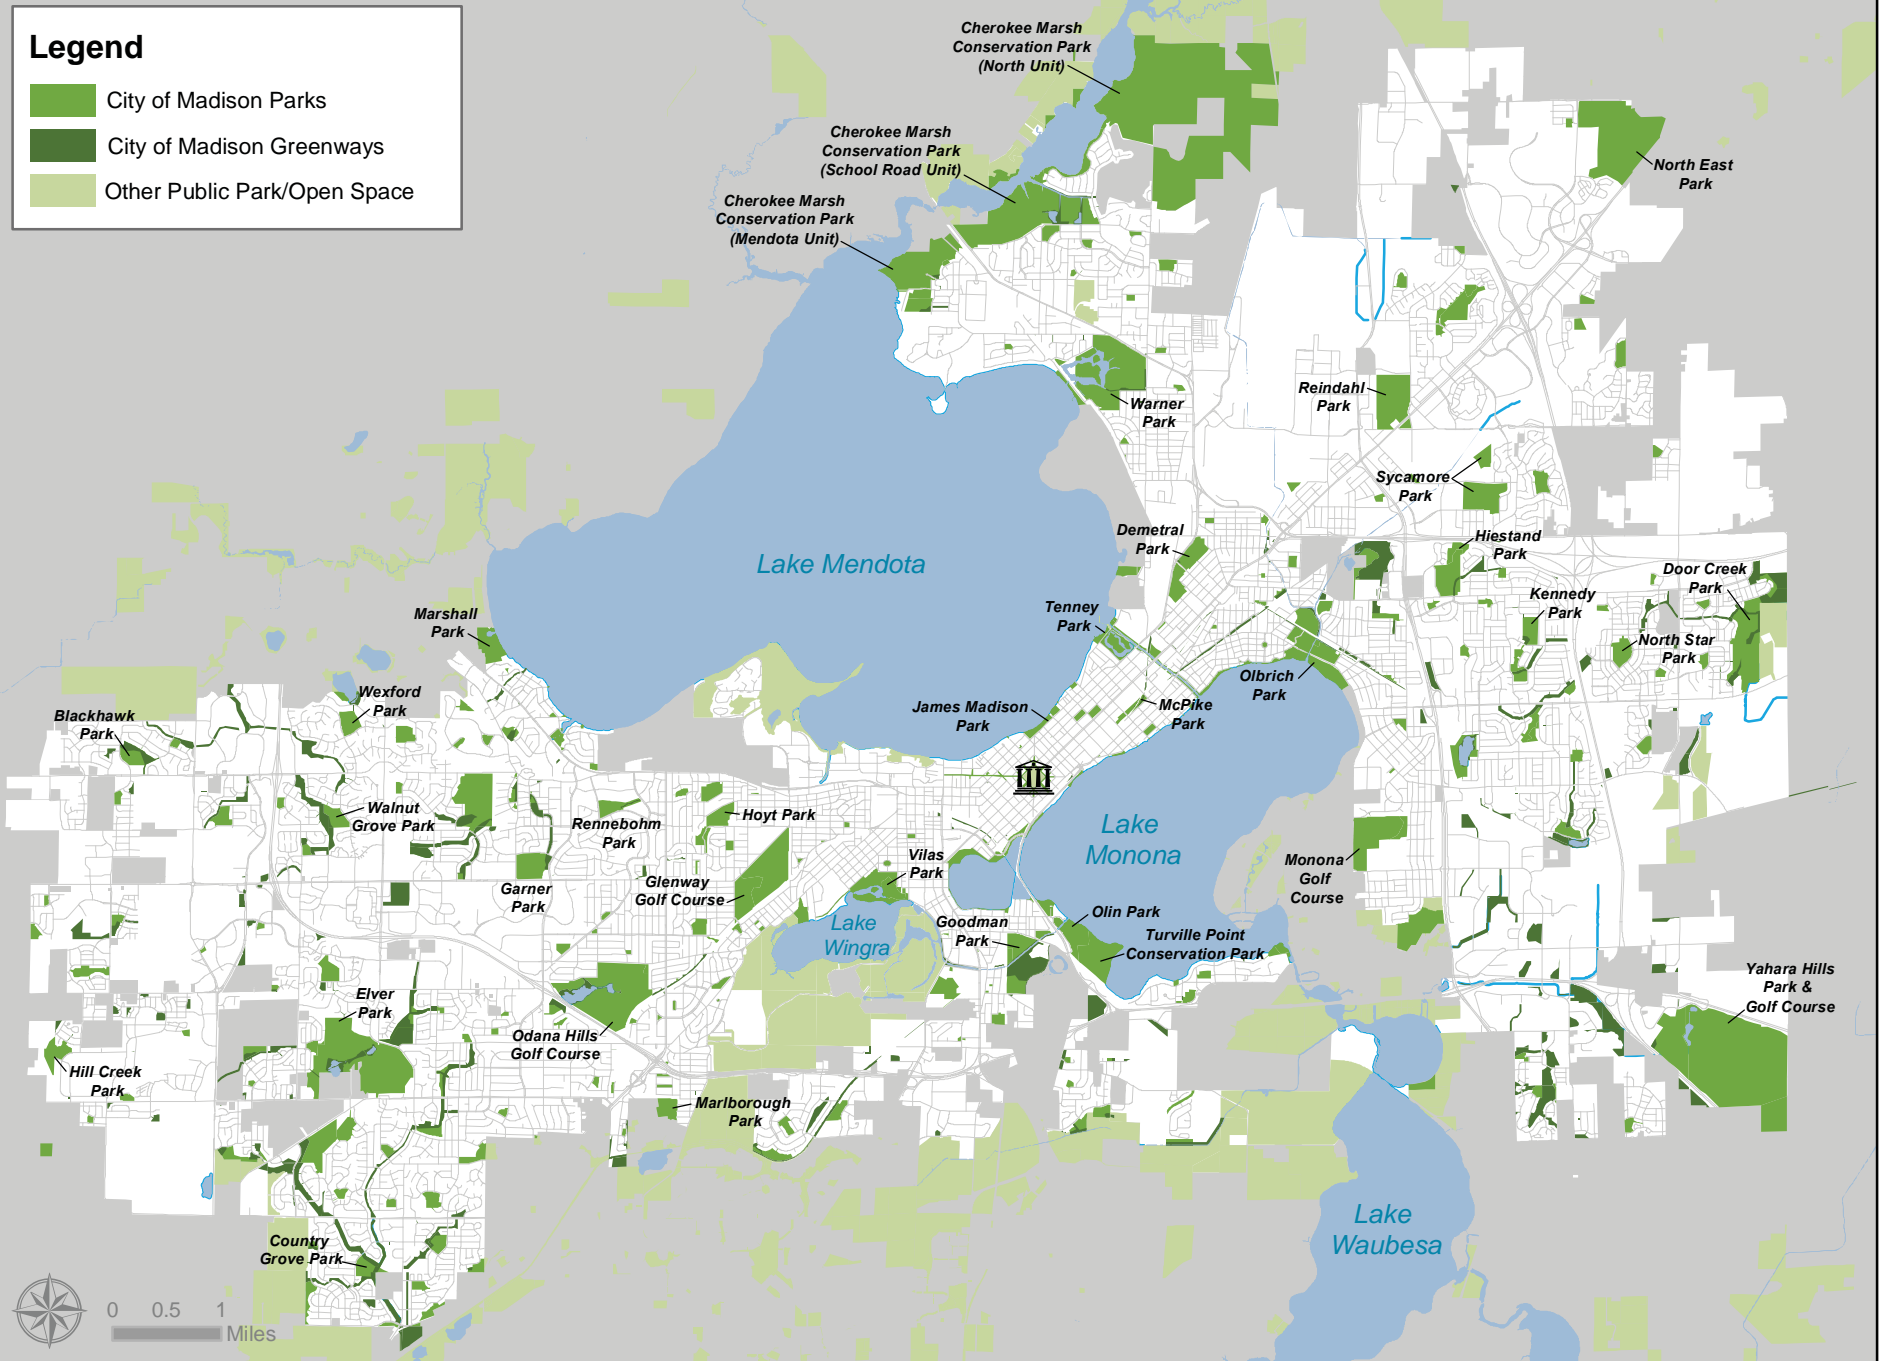 Legend
City of Madison Parks
City of Madison Greenways
Other Public Park/Open Space
Cherokee Marsh
Conservation Park
(North Unit)
Cherokee Marsh
Conservation Park
(School Road Unit)
Cherokee Marsh
Conservation Park
(Mendota Unit)
North East
Park
Warner
Park
Reindahl
Park
Sycamore
Park
Demetral
Park
Hiestand
Park
Door Creek
Park
Kennedy
Park
North Star
Park
Lake Mendota
Tenney
Park
Marshall
Park
Olbrich
Park
James Madison
Park
McPike
Park
Wexford
Park
Blackhawk
Park
Walnut
Grove Park
Rennebohm
Park
Hoyt Park
Lake
Monona
Vilas
Park
Monona
Golf
Course
Garner
Park
Glenway
Golf Course
Lake
Wingra
Goodman
Park
Olin Park
Turville Point
Conservation Park
Yahara Hills
Park &
Golf Course
Elver
Park
Odana Hills
Golf Course
Hill Creek
Park
Marlborough
Park
Lake
Waubesa
Country
Grove Park
0 0.5 1
Miles